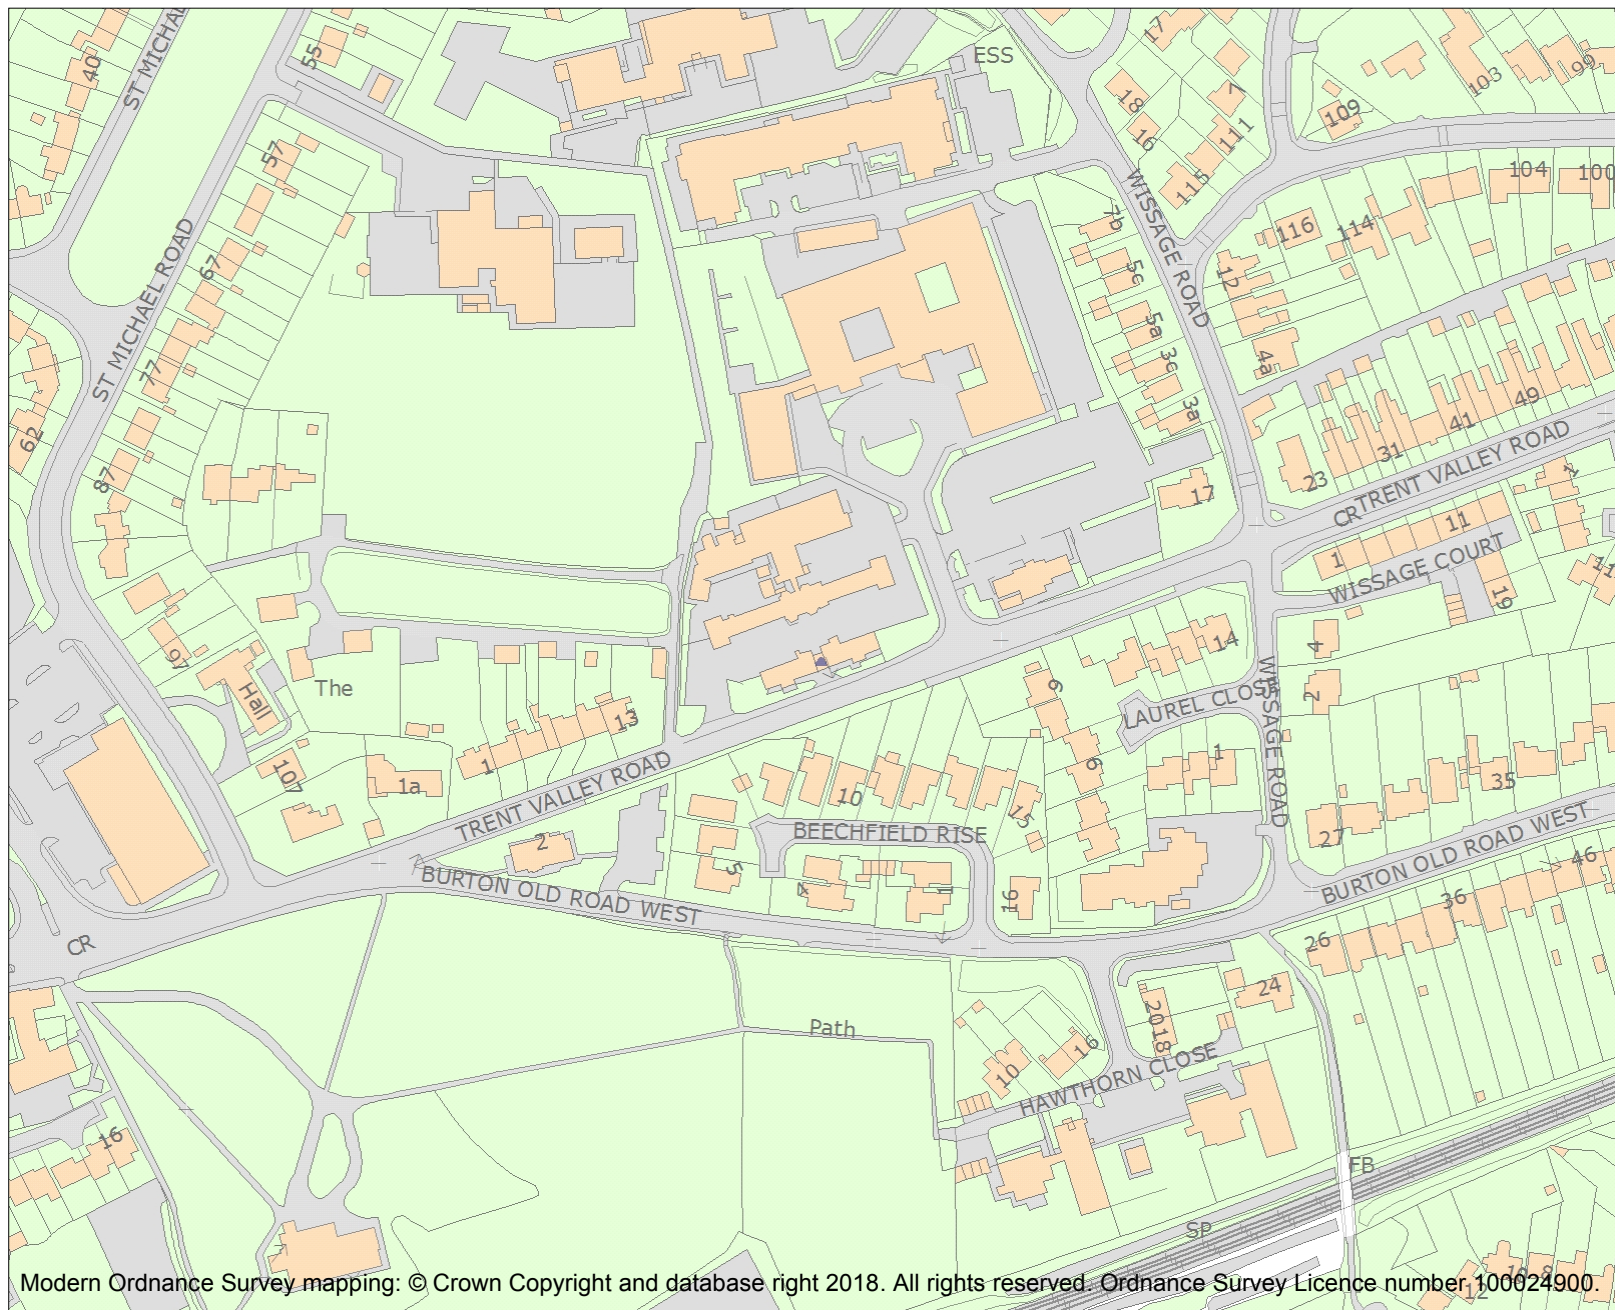 ST MICHAEL
40
55
ESS
17
18
16
7
111
115
109
103
99
57
104
100
WISSAGE ROAD
7b
5c
5a
3c
3a
116
114
12
4a
67
ST MICHAEL ROAD
77
62
87
17
23
31
41
49
CR
TRENT VALLEY ROAD
1
11
1
WISSAGE COURT
19
11
97
Hall
The
107
1a
1
13
14
9
6
LAUREL CLOSE
1
WISSAGE ROAD
4
2
TRENT VALLEY ROAD
2
10
15
BEECHFIELD RISE
5
4
1
16
35
27
BURTON OLD ROAD WEST
BURTON OLD ROAD WEST
46
36
26
24
CR
2018
Path
10
16
HAWTHORN CLOSE
16
FB
SP
12
Modern Ordnance Survey mapping: © Crown Copyright and database right 2018. All rights reserved. Ordnance Survey Licence number 100024900.